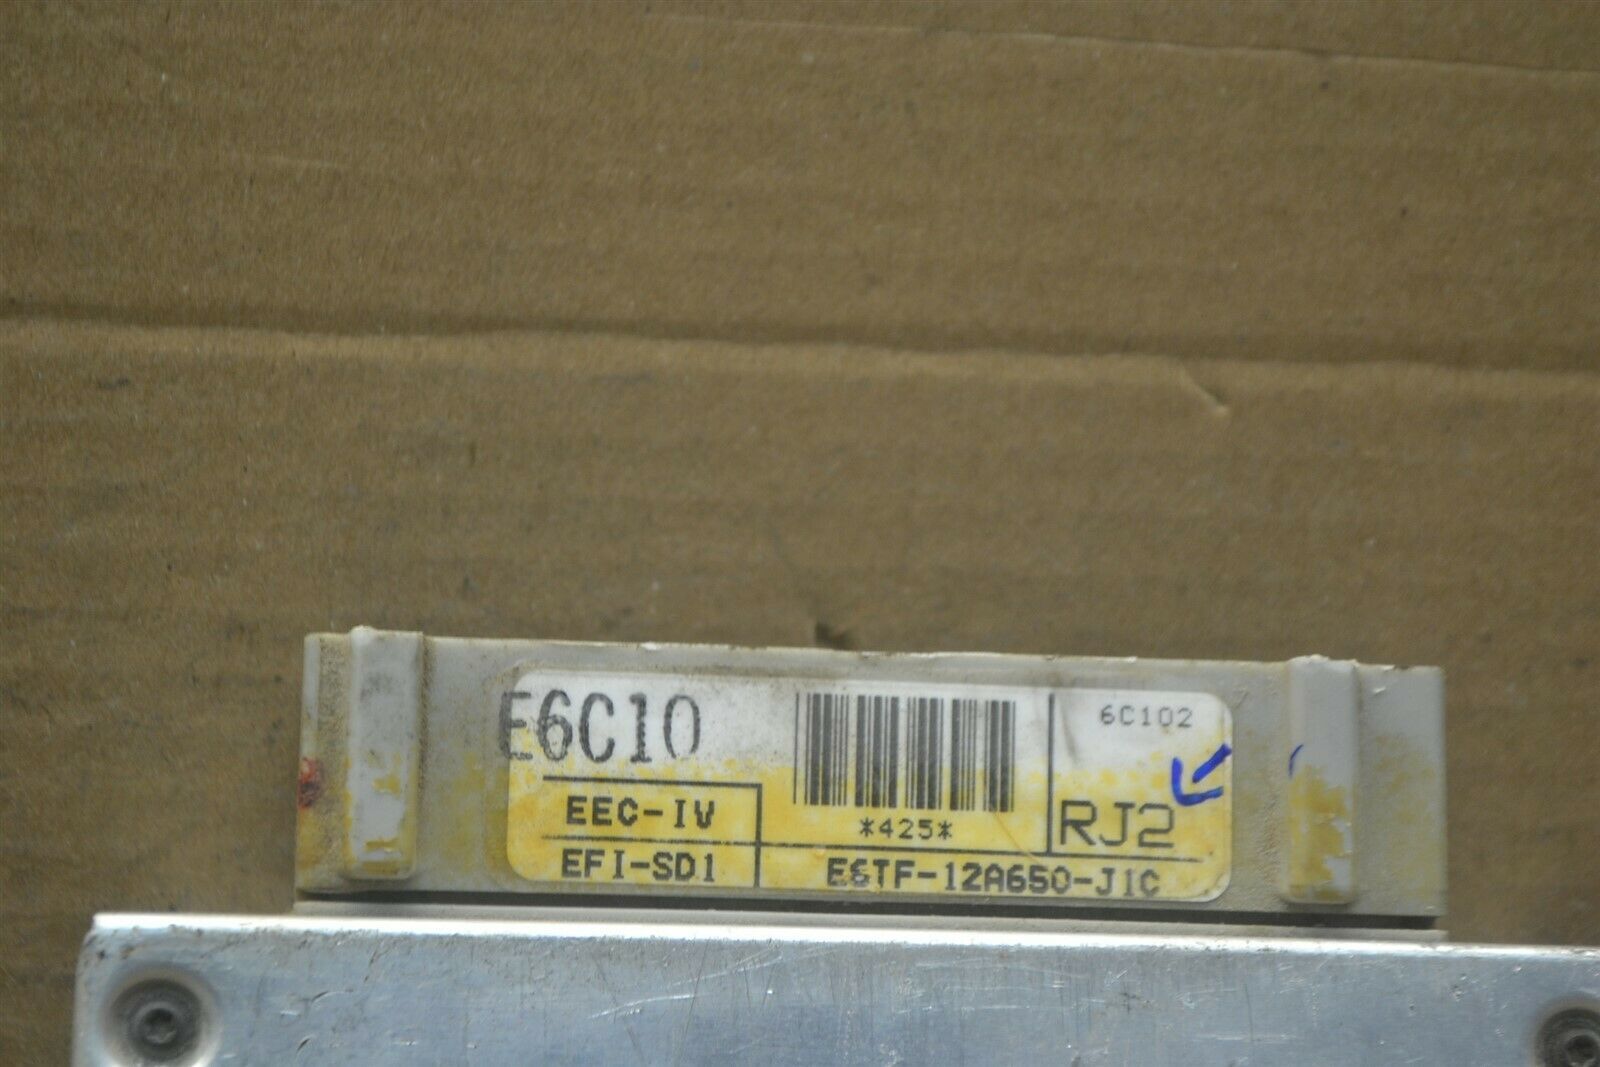 E6C10
6C102
EEC-IV
*425*
RJ2
EFI-SD1
E6TF-12A650-J1C